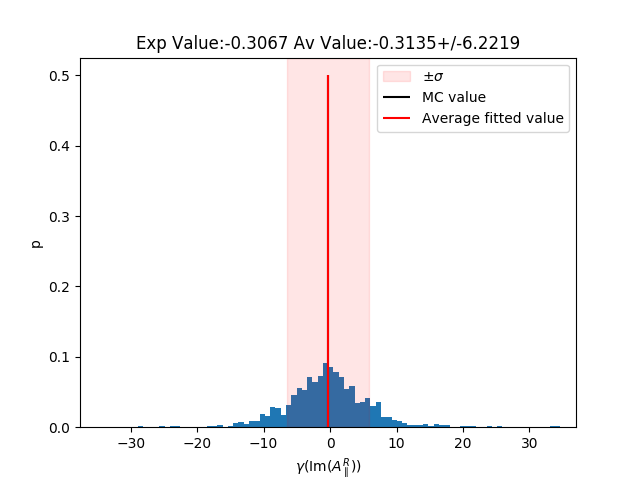 Exp Value:-0.3067 Av Value:-0.3135+/-6.2219
±σ
MC value
Average fitted value
0.5
0.4
0.3
0.2
0.1
0.0
p
−30 −20 −10 0 10 20 30
γ(Im(A∥^R))